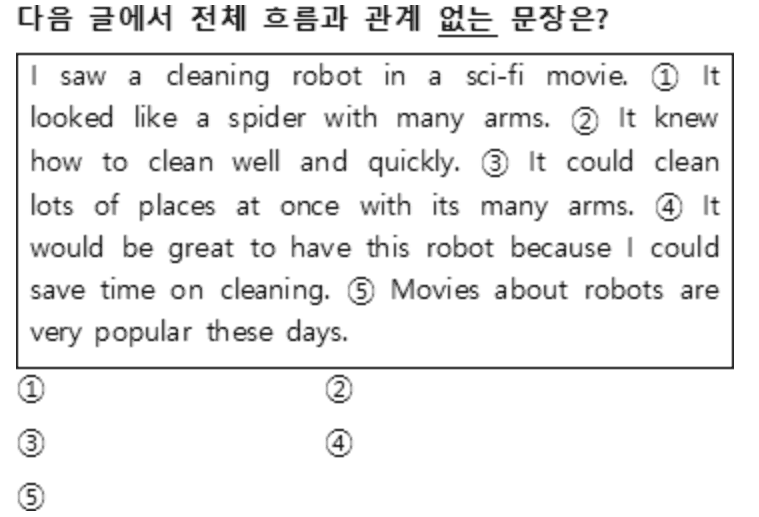 다음 글에서 전체 흐름과 관계 없는 문장은?
I saw a cleaning robot in a sci-fi movie. ① It
looked like a spider with many arms. ② It knew
how to clean well and quickly. ③ It could clean
lots of places at once with its many arms. ④ It
would be great to have this robot because I could
save time on cleaning. ⑤ Movies about robots are
very popular these days.
① ②
③ ④
⑤